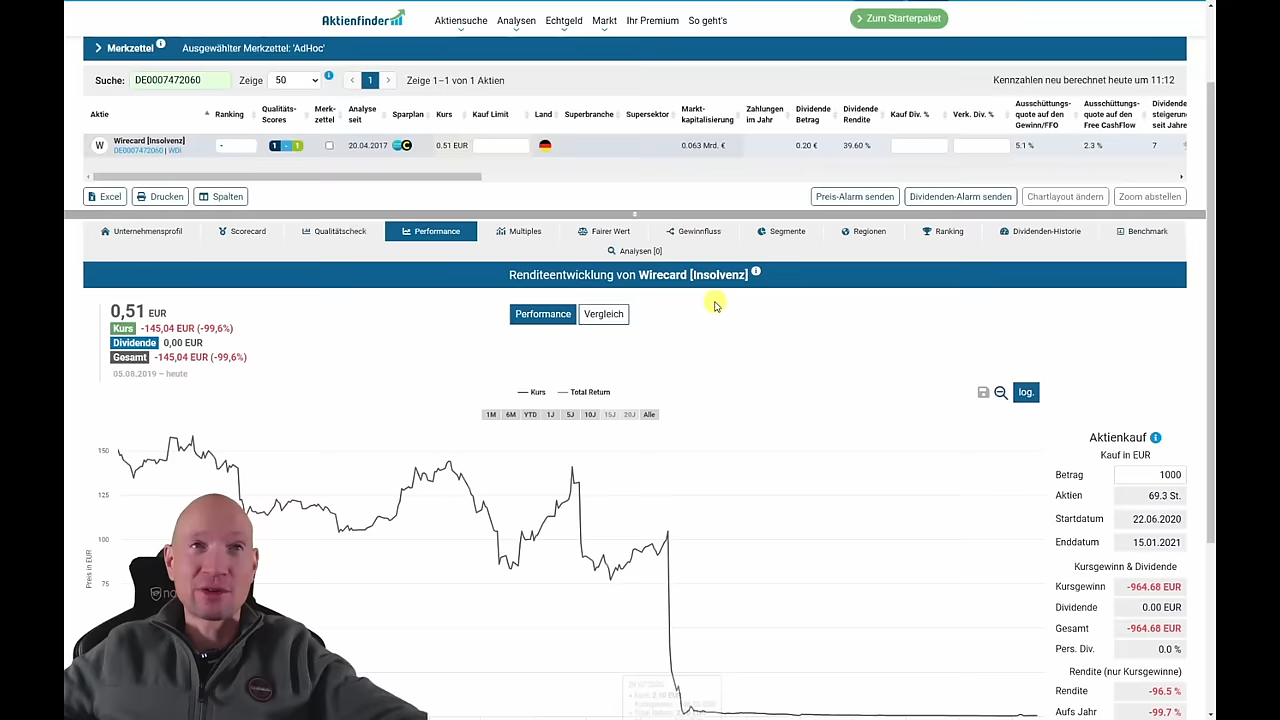 Aktienfinder
Aktiensuche Analysen Echtgeld Markt Ihr Premium So geht's
Zum Starterpaket
Merkzettel Ausgewählter Merkzettel: 'AdHoc'
Suche: DE0007472060 Zeige 50 1 Zeige 1–1 von 1 Aktien Kennzahlen neu berechnet heute um 11:12
Aktie Ranking Qualitäts-Scores Merk-zettel Analyse seit Sparplan Kurs Kauf Limit Land Superbranche Supersektor Markt-kapitalisierung Zahlungen im Jahr Dividende Betrag Dividende Rendite Kauf Div. % Verk. Div. % Ausschüttungs-quote auf den Gewinn/FFO Ausschüttungs-quote auf den Free CashFlow Dividende steigerung seit Jahre
W Wirecard [Insolvenz] - 1 - 1 20.04.2017 C 0.51 EUR 0.063 Mrd. € 0.20 € 39.60 % 5.1 % 2.3 % 7
DE0007472060 | WDI
Excel Drucken Spalten Preis-Alarm senden Dividenden-Alarm senden Chartlayout ändern Zoom abstellen
Unternehmensprofil Scorecard Qualitätscheck Performance Multiples Fairer Wert Gewinnfluss Segmente Regionen Ranking Dividenden-Historie Benchmark
Analysen [0]
Renditeentwicklung von Wirecard [Insolvenz]
0,51 EUR
Kurs -145,04 EUR (-99,6%)
Dividende 0,00 EUR
Gesamt -145,04 EUR (-99,6%)
05.08.2019 – heute
Performance Vergleich
Kurs Total Return
log.
1M 6M YTD 1J 5J 10J 15J 20J Alle
150
125
100
75
Preis in EUR
Aktienkauf
Kauf in EUR
Betrag 1000
Aktien 69.3 St.
Startdatum 22.06.2020
Enddatum 15.01.2021
Kursgewinn & Dividende
Kursgewinn -964.68 EUR
Dividende 0.00 EUR
Gesamt -964.68 EUR
Pers. Div. 0.0 %
Rendite (nur Kursgewinne)
Rendite -96.5 %
Aufs Jahr -99.7 %